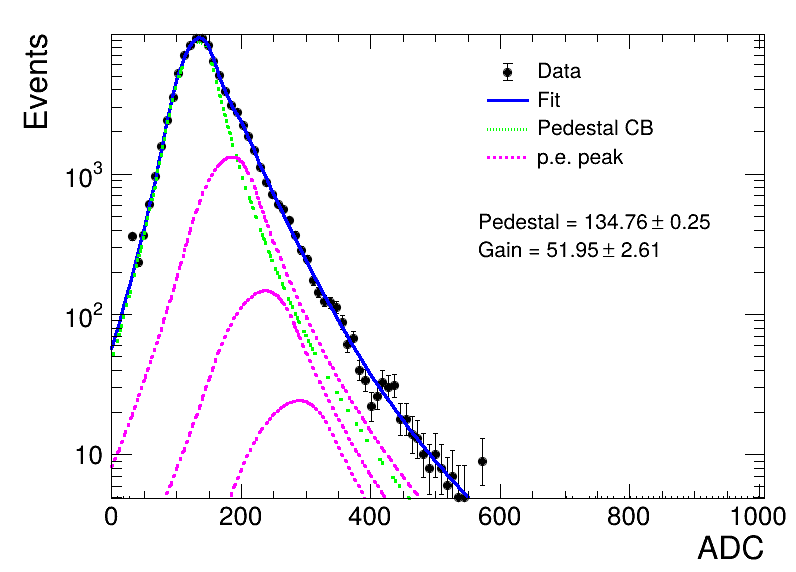 Events
Data
Fit
Pedestal CB
p.e. peak
Pedestal = 134.76 ± 0.25
Gain = 51.95 ± 2.61
10³
10²
10
0 200 400 600 800 1000
ADC